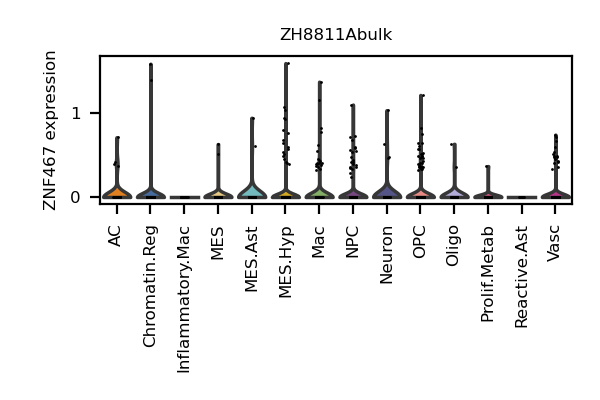 ZH8811Abulk
ZNF467 expression
1
0
AC
Chromatin.Reg
Inflammatory.Mac
MES
MES.Ast
MES.Hyp
Mac
NPC
Neuron
OPC
Oligo
Prolif.Metab
Reactive.Ast
Vasc